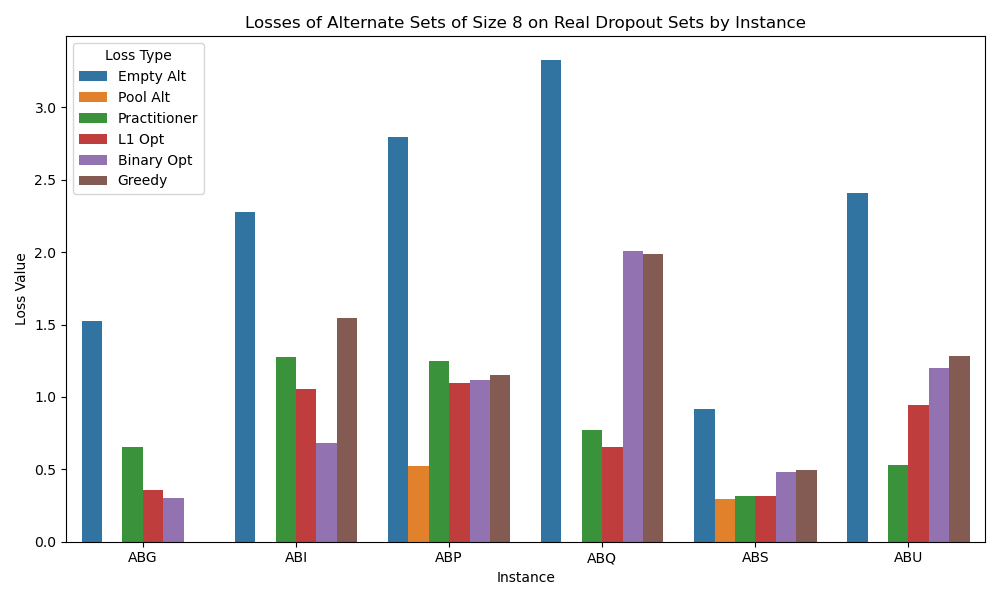 Losses of Alternate Sets of Size 8 on Real Dropout Sets by Instance
Loss Type
Empty Alt
Pool Alt
Practitioner
L1 Opt
Binary Opt
Greedy
Loss Value
3.0
2.5
2.0
1.5
1.0
0.5
0.0
ABG ABI ABP ABQ ABS ABU
Instance